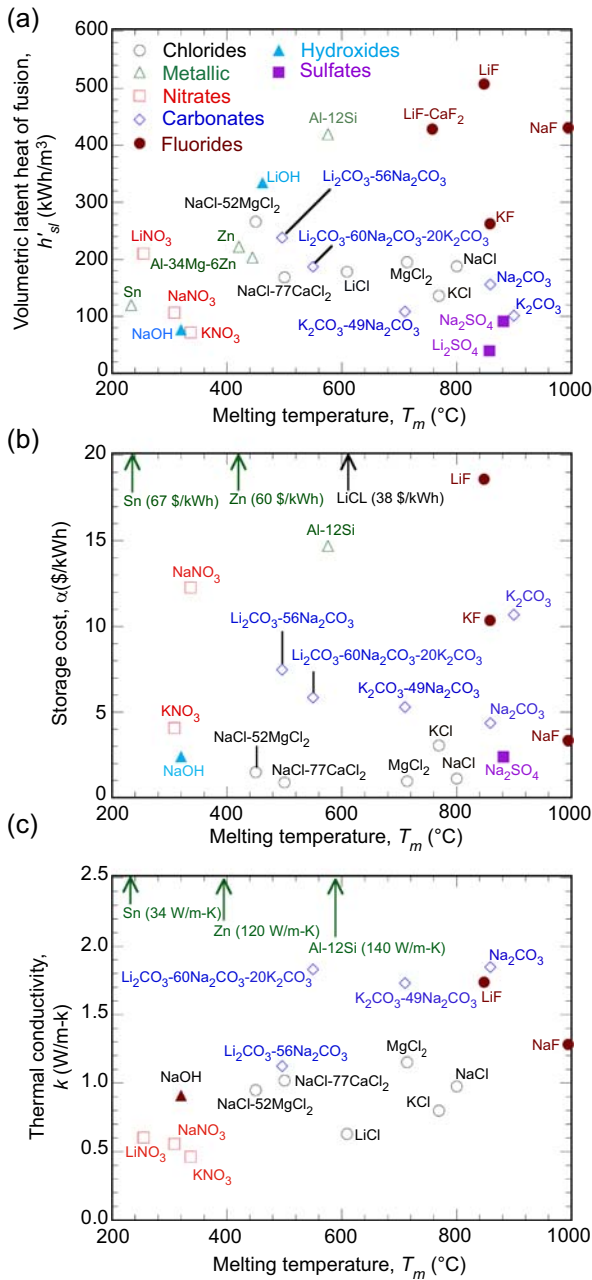 (a)
Chlorides
Metallic
Nitrates
Carbonates
Fluorides
Hydroxides
Sulfates
Volumetric latent heat of fusion,
h′sl (kWh/m3)
600
500
400
300
200
100
0
LiF
Al-12Si
LiF-CaF2
NaF
LiOH
Li2CO3-56Na2CO3
NaCl-52MgCl2
KF
LiNO3
Zn
Li2CO3-60Na2CO3-20K2CO3
Al-34Mg-6Zn
MgCl2
NaCl
Na2CO3
Sn
NaNO3
NaCl-77CaCl2
LiCl
KCl
K2CO3
NaOH
KNO3
K2CO3-49Na2CO3
Na2SO4
Li2SO4
200 400 600 800 1000
Melting temperature, Tm (°C)
(b)
Storage cost, α($/kWh)
20
15
10
5
0
Sn (67 $/kWh)
Zn (60 $/kWh)
LiCL (38 $/kWh)
LiF
Al-12Si
NaNO3
K2CO3
Li2CO3-56Na2CO3
KF
Li2CO3-60Na2CO3-20K2CO3
K2CO3-49Na2CO3
KNO3
Na2CO3
NaCl-52MgCl2
KCl
NaF
NaOH
NaCl-77CaCl2
MgCl2
NaCl
Na2SO4
200 400 600 800 1000
Melting temperature, Tm (°C)
(c)
Thermal conductivity,
k (W/m-k)
2.5
2.0
1.5
1.0
0.5
0.0
Sn (34 W/m-K)
Zn (120 W/m-K)
Al-12Si (140 W/m-K)
Li2CO3-60Na2CO3-20K2CO3
Na2CO3
K2CO3-49Na2CO3
LiF
Li2CO3-56Na2CO3
MgCl2
NaF
NaOH
NaCl-77CaCl2
NaCl
NaCl-52MgCl2
KCl
LiNO3
NaNO3
LiCl
KNO3
200 400 600 800 1000
Melting temperature, Tm (°C)